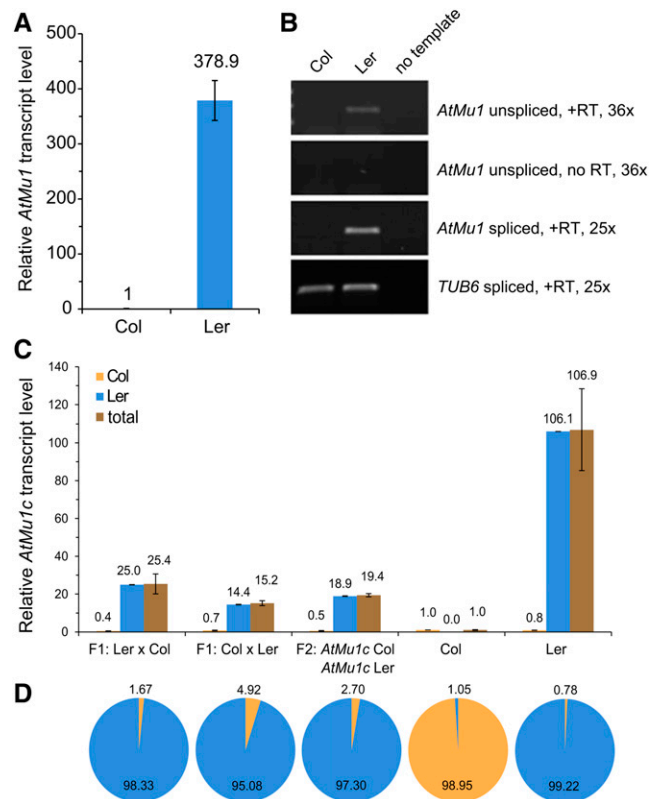 A
Relative AtMu1 transcript level
500
400
300
200
100
0
1
378.9
Col
Ler
B
Col
Ler
no template
AtMu1 unspliced, +RT, 36x
AtMu1 unspliced, no RT, 36x
AtMu1 spliced, +RT, 25x
TUB6 spliced, +RT, 25x
C
Relative AtMu1c transcript level
140
120
100
80
60
40
20
0
Col
Ler
total
0.4
25.0
25.4
0.7
14.4
15.2
0.5
18.9
19.4
1.0
0.0
1.0
0.8
106.1
106.9
F1: Ler x Col
F1: Col x Ler
F2: AtMu1c Col
AtMu1c Ler
Col
Ler
D
1.67
98.33
4.92
95.08
2.70
97.30
1.05
98.95
0.78
99.22